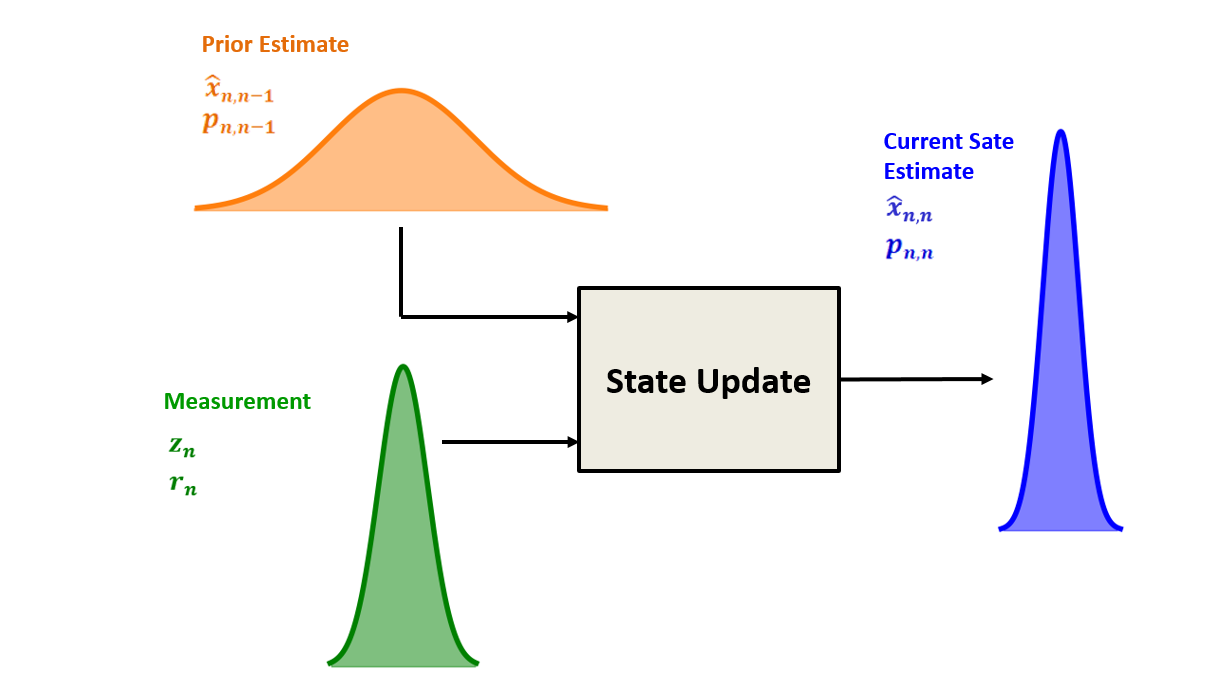 Prior Estimate
x̂ₙ,ₙ₋₁
pₙ,ₙ₋₁
Current Sate
Estimate
x̂ₙ,ₙ
pₙ,ₙ
State Update
Measurement
zₙ
rₙ